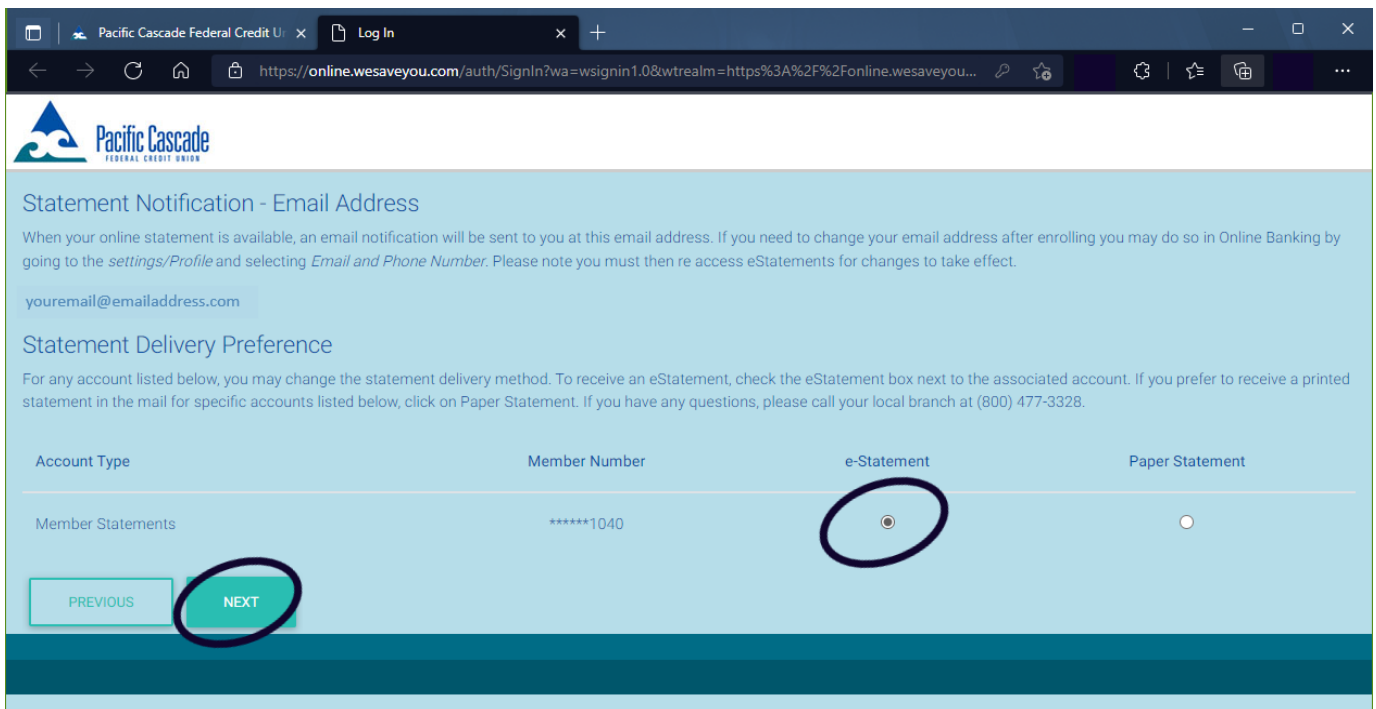 Pacific Cascade Federal Credit Un
Log In
https://online.wesaveyou.com/auth/SignIn?wa=wsignin1.0&wtrealm=https%3A%2F%2Fonline.wesaveyou...
Pacific Cascade
FEDERAL CREDIT UNION
Statement Notification - Email Address
When your online statement is available, an email notification will be sent to you at this email address. If you need to change your email address after enrolling you may do so in Online Banking by
going to the settings/Profile and selecting Email and Phone Number. Please note you must then re access eStatements for changes to take effect.
youremail@emailaddress.com
Statement Delivery Preference
For any account listed below, you may change the statement delivery method. To receive an eStatement, check the eStatement box next to the associated account. If you prefer to receive a printed
statement in the mail for specific accounts listed below, click on Paper Statement. If you have any questions, please call your local branch at (800) 477-3328.
Account Type Member Number e-Statement Paper Statement
Member Statements ******1040
PREVIOUS NEXT